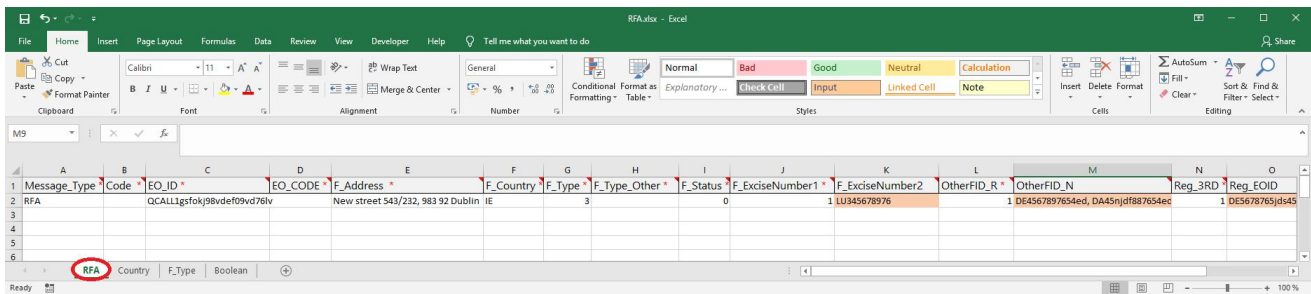 RFA.xlsx - Excel
File Home Insert Page Layout Formulas Data Review View Developer Help Tell me what you want to do Share
Paste Cut Copy Format Painter
Clipboard
Calibri 11
B I U
Font
Wrap Text
Merge & Center
Alignment
General
% ,
Number
Conditional Formatting Format as Table
Normal Bad Good Neutral Calculation
Explanatory ... Check Cell Input Linked Cell Note
Styles
Insert Delete Format
Cells
AutoSum
Fill
Clear
Sort & Filter Find & Select
Editing
M9 fx
A B C D E F G H I J K L M N O
1 Message_Type * Code * EO_ID * EO_CODE * F_Address * F_Country * F_Type * F_Type_Other * F_Status * F_ExciseNumber1 * F_ExciseNumber2 OtherFID_R * OtherFID_N Reg_3RD * Reg_EOID
2 RFA QCALL1gsfokj98vdef09vd76lv New street 543/232, 983 92 Dublin IE 3 0 1 LU345678976 1 DE4567897654ed, DA45njdf887654ed 1 DE5678765jds45
3
4
5
6
RFA Country F_Type Boolean
Ready 100 %